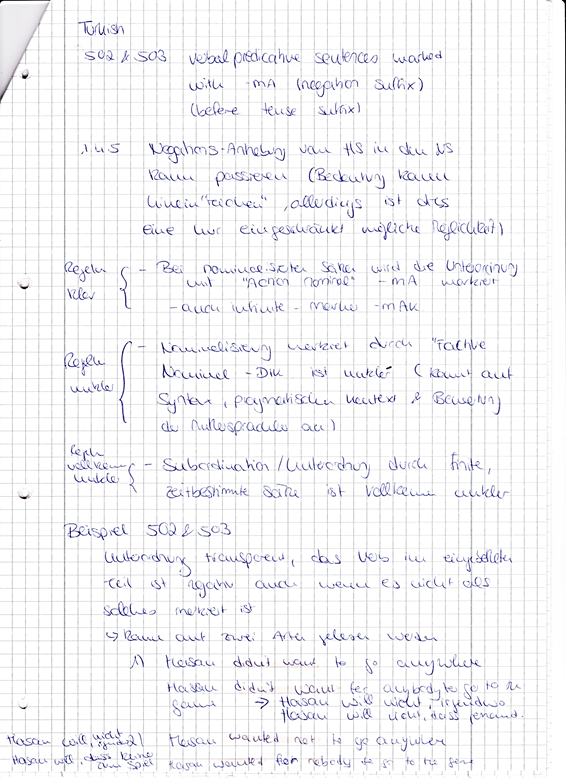 Turkish
502 & 503 verbal predicative sentences marked
with -mA (negation suffix)
(before tense suffix)
145 Negations-Anhebung vom HS in den NS
kann passieren (Bedeutung kann
hinein"reichen", allerdings ist dies
eine nur eingeschränkt mögliche Möglichkeit)
Regeln klar
- Bei nominalisierten Sätzen wird die Unterordnung
mit "Action nominal" -mA markiert
- auch infinite - Marker -mAk
Regeln unklar
- Nominalisierung markiert durch "Factive
Nominal -DIK ist unklar (kommt auf
Syntax, pragmatischen Kontext & Bewertung
der Muttersprachler an)
Regeln vollkommen unklar
- Subordination/Unterordnung durch finite,
zeitbestimmte Sätze ist vollkommen unklar
Beispiel 502 & 503
Unterordnung transparent, das Verb im eingebetteten
Teil ist negativ auch wenn es nicht als
solches markiert ist
↳ Kann auf zwei Arten gelesen werden
1) Hasan didn't want to go anywhere
Hassan didn't want for anybody to go to the
game → Hasan will nicht, irgendwo
Hasan will nicht, dass jemand.
2) Hasan wanted not to go anywhere
Hasan wanted for nobody to go to the game
Hasan will, nicht
Hasan will, dass keiner
zum Spiel